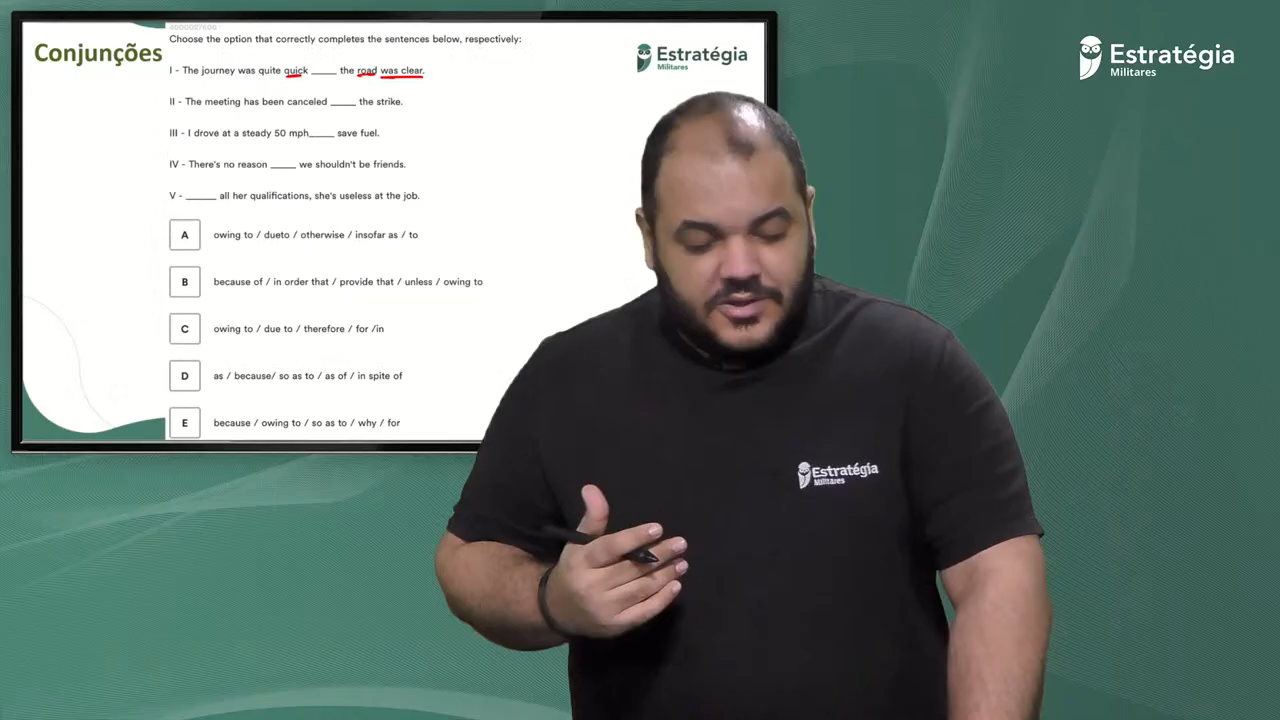 4000087606
Conjunções
Choose the option that correctly completes the sentences below, respectively:
I - The journey was quite quick _____ the road was clear.
II - The meeting has been canceled _____ the strike.
III - I drove at a steady 50 mph_____ save fuel.
IV - There's no reason _____ we shouldn't be friends.
V - ______ all her qualifications, she's useless at the job.
A owing to / dueto / otherwise / insofar as / to
B because of / in order that / provide that / unless / owing to
C owing to / due to / therefore / for /in
D as / because/ so as to / as of / in spite of
E because / owing to / so as to / why / for
Estratégia
Militares
Estratégia
Militares
Estratégia
Militares